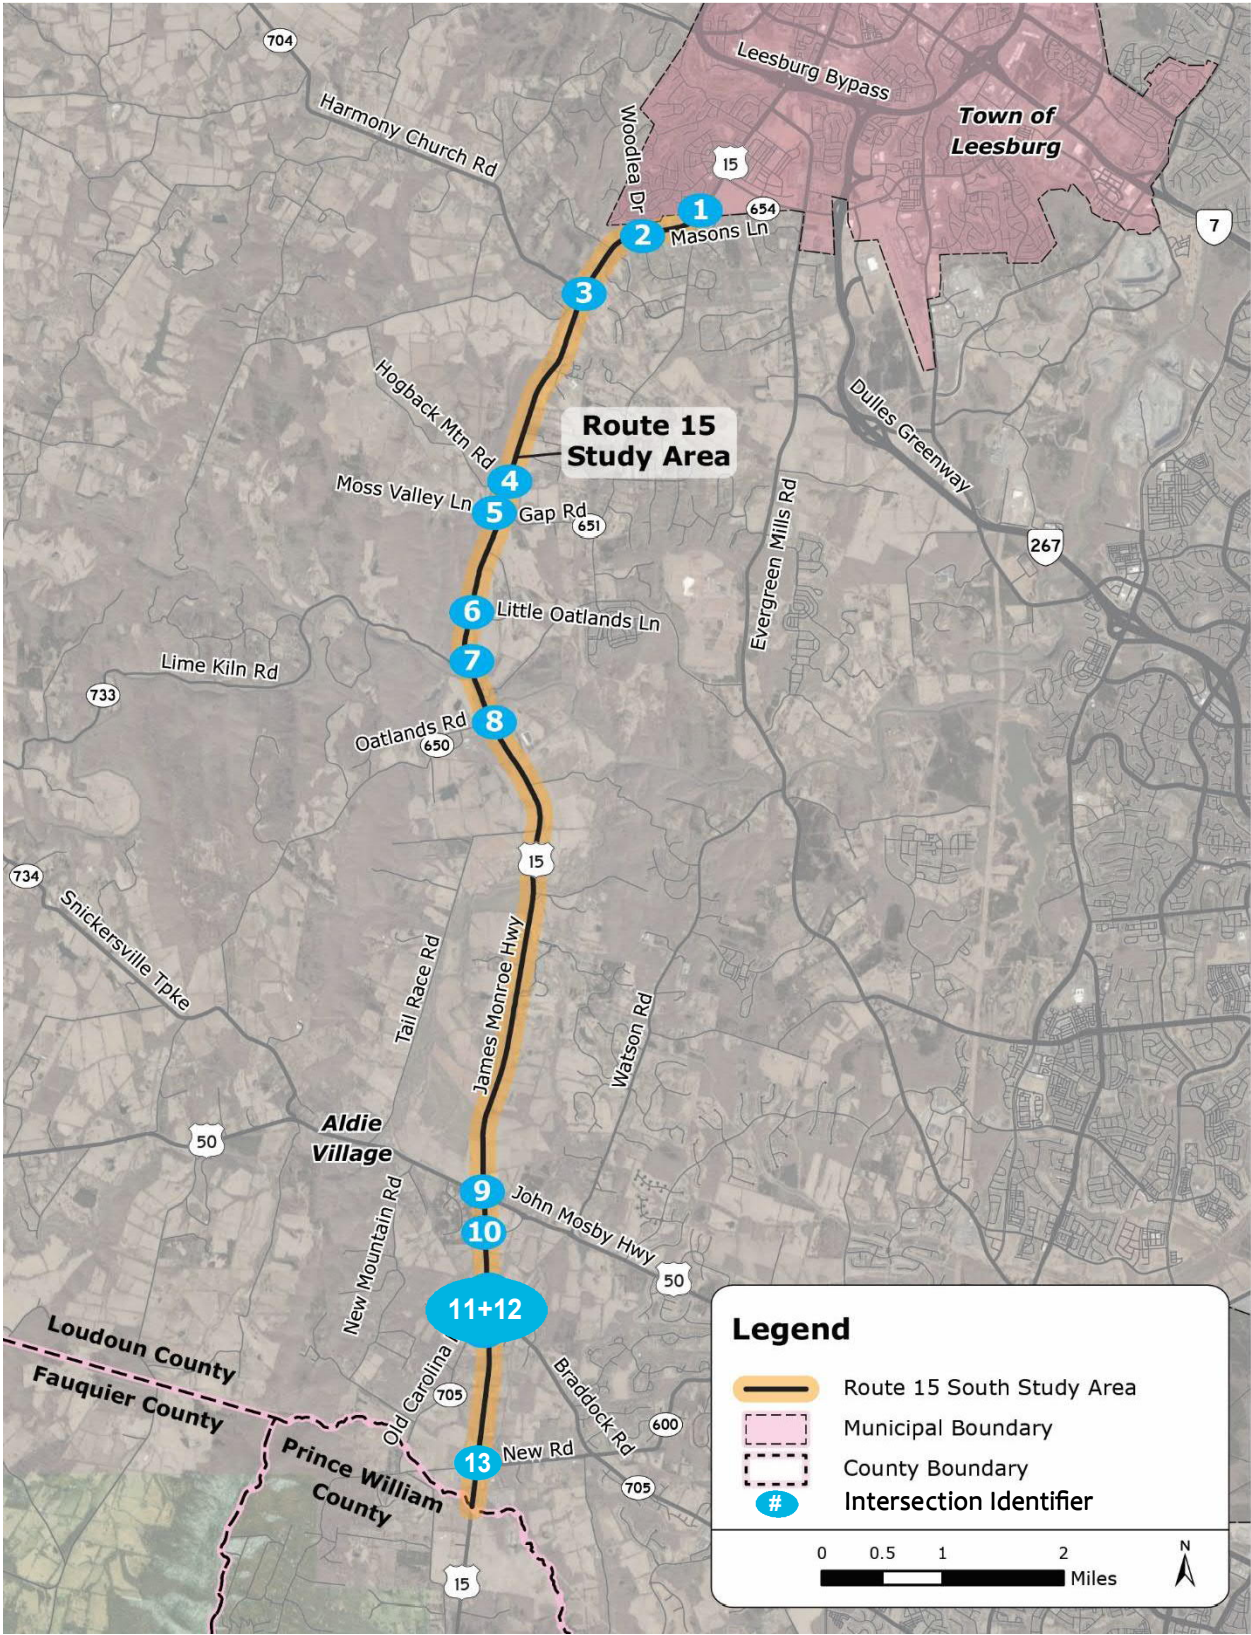 704
Leesburg Bypass
Harmony Church Rd
Woodlea Dr
Town of
Leesburg
15
1
654
2
Masons Ln
7
3
Hogback Mtn Rd
Route 15
Study Area
Dulles Greenway
4
Moss Valley Ln
5
Gap Rd
651
Evergreen Mills Rd
267
6
Little Oatlands Ln
7
Lime Kiln Rd
733
8
Oatlands Rd
650
15
734
Snickersville Tpke
Tail Race Rd
James Monroe Hwy
Watson Rd
Aldie
Village
50
9
John Mosby Hwy
10
New Mountain Rd
50
11+12
Loudoun County
Fauquier County
Old Carolina
705
Braddock Rd
600
13
New Rd
Prince William
County
705
15
Legend
Route 15 South Study Area
Municipal Boundary
County Boundary
# Intersection Identifier
0 0.5 1 2
Miles
N